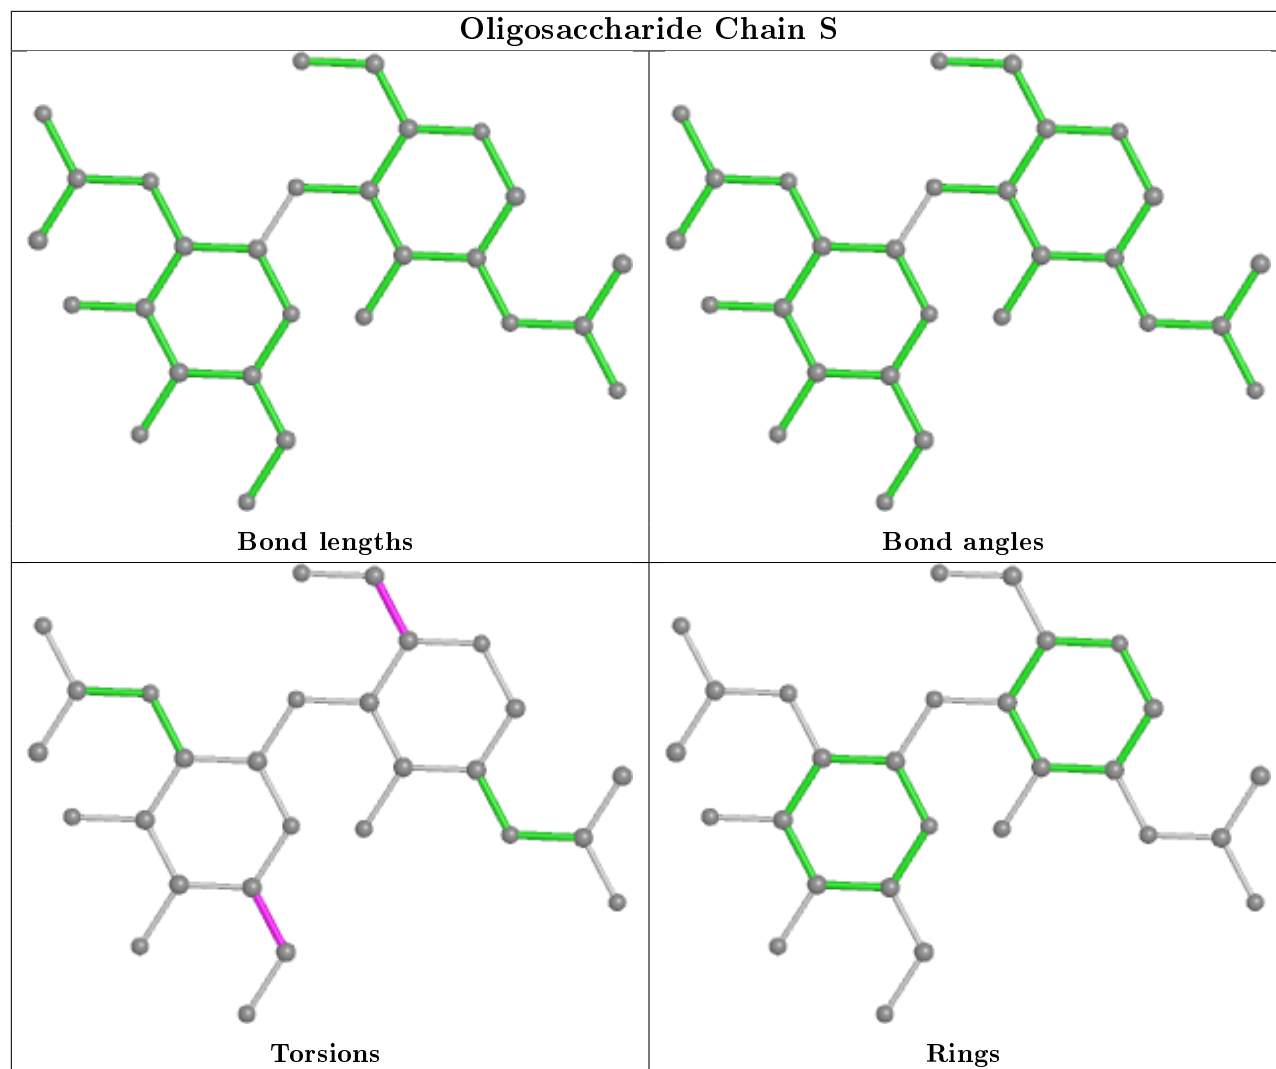 Oligosaccharide Chain S
Bond lengths
Bond angles
Torsions
Rings